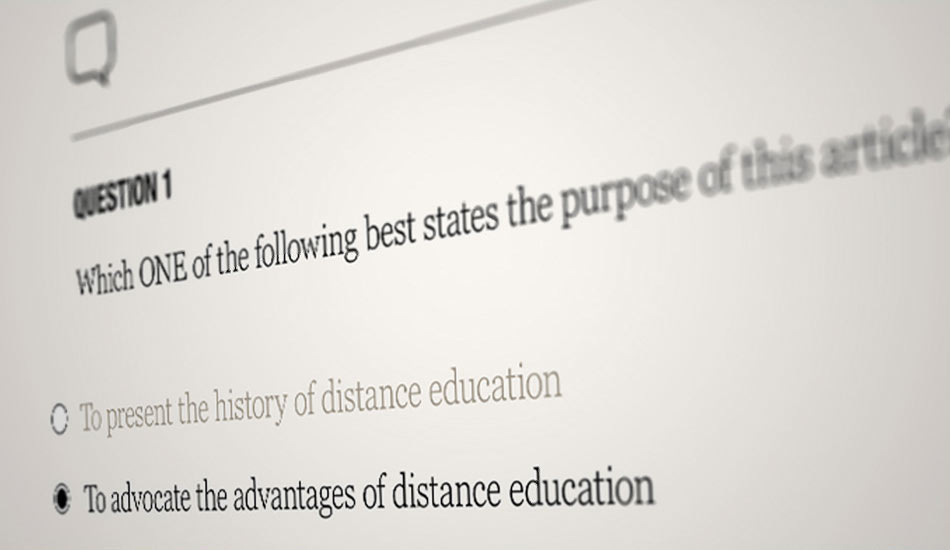 QUESTION 1
Which ONE of the following best states the purpose of this article
To present the history of distance education
To advocate the advantages of distance education